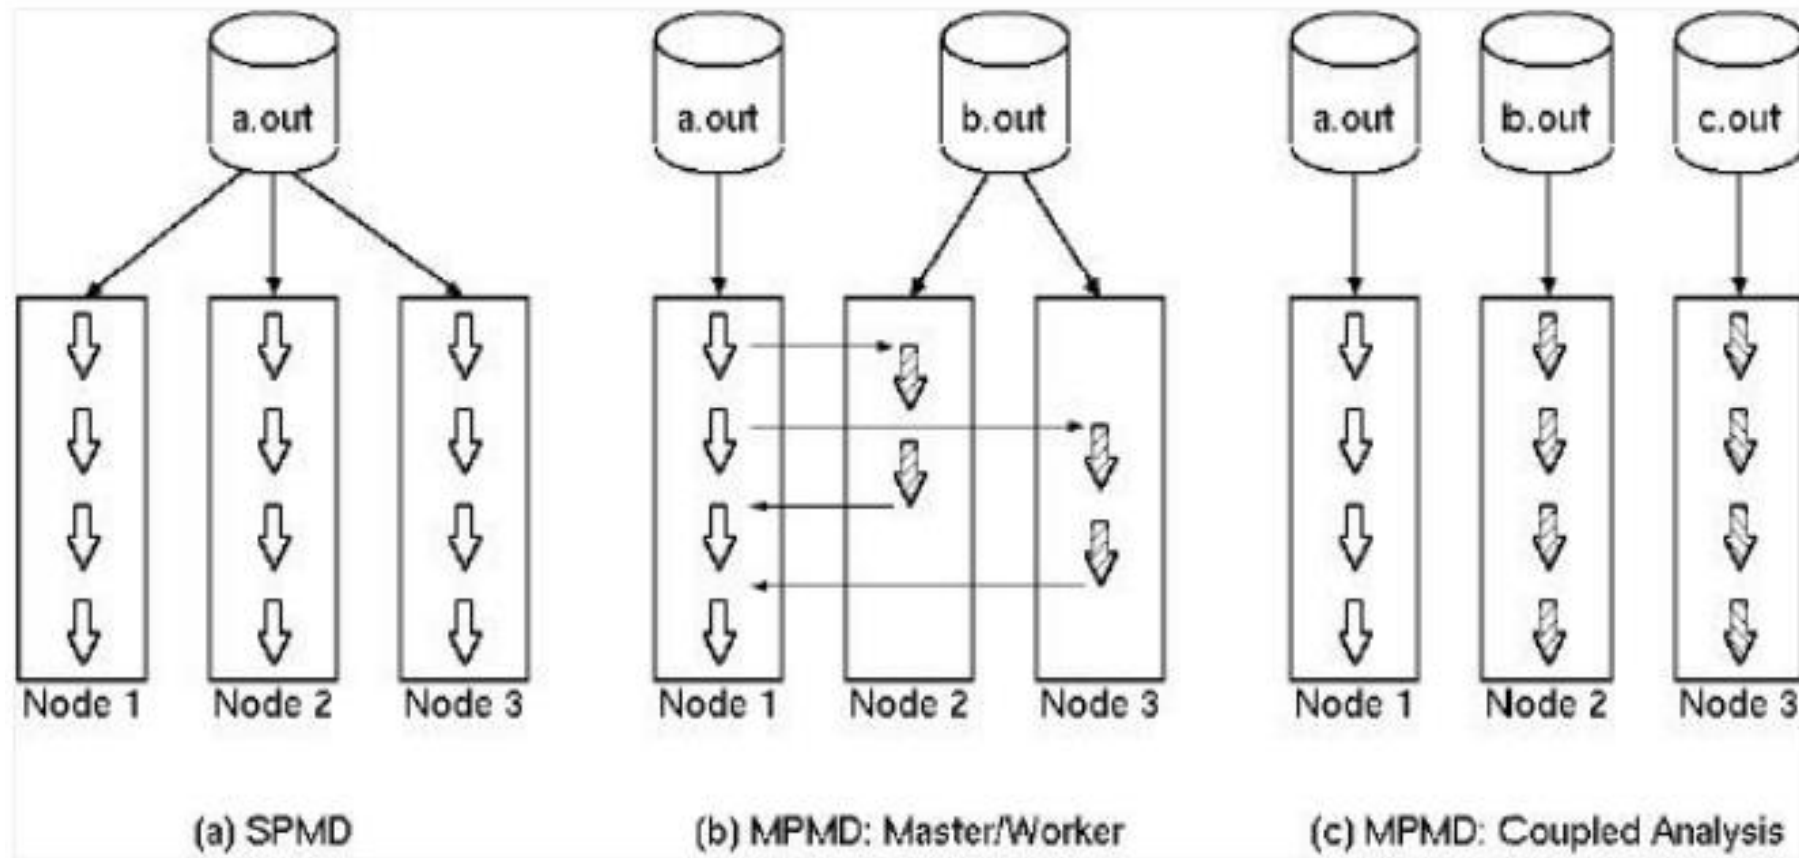 a.out
a.out
b.out
a.out
b.out
c.out
Node 1
Node 2
Node 3
Node 1
Node 2
Node 3
Node 1
Node 2
Node 3
(a) SPMD
(b) MPMD: Master/Worker
(c) MPMD: Coupled Analysis